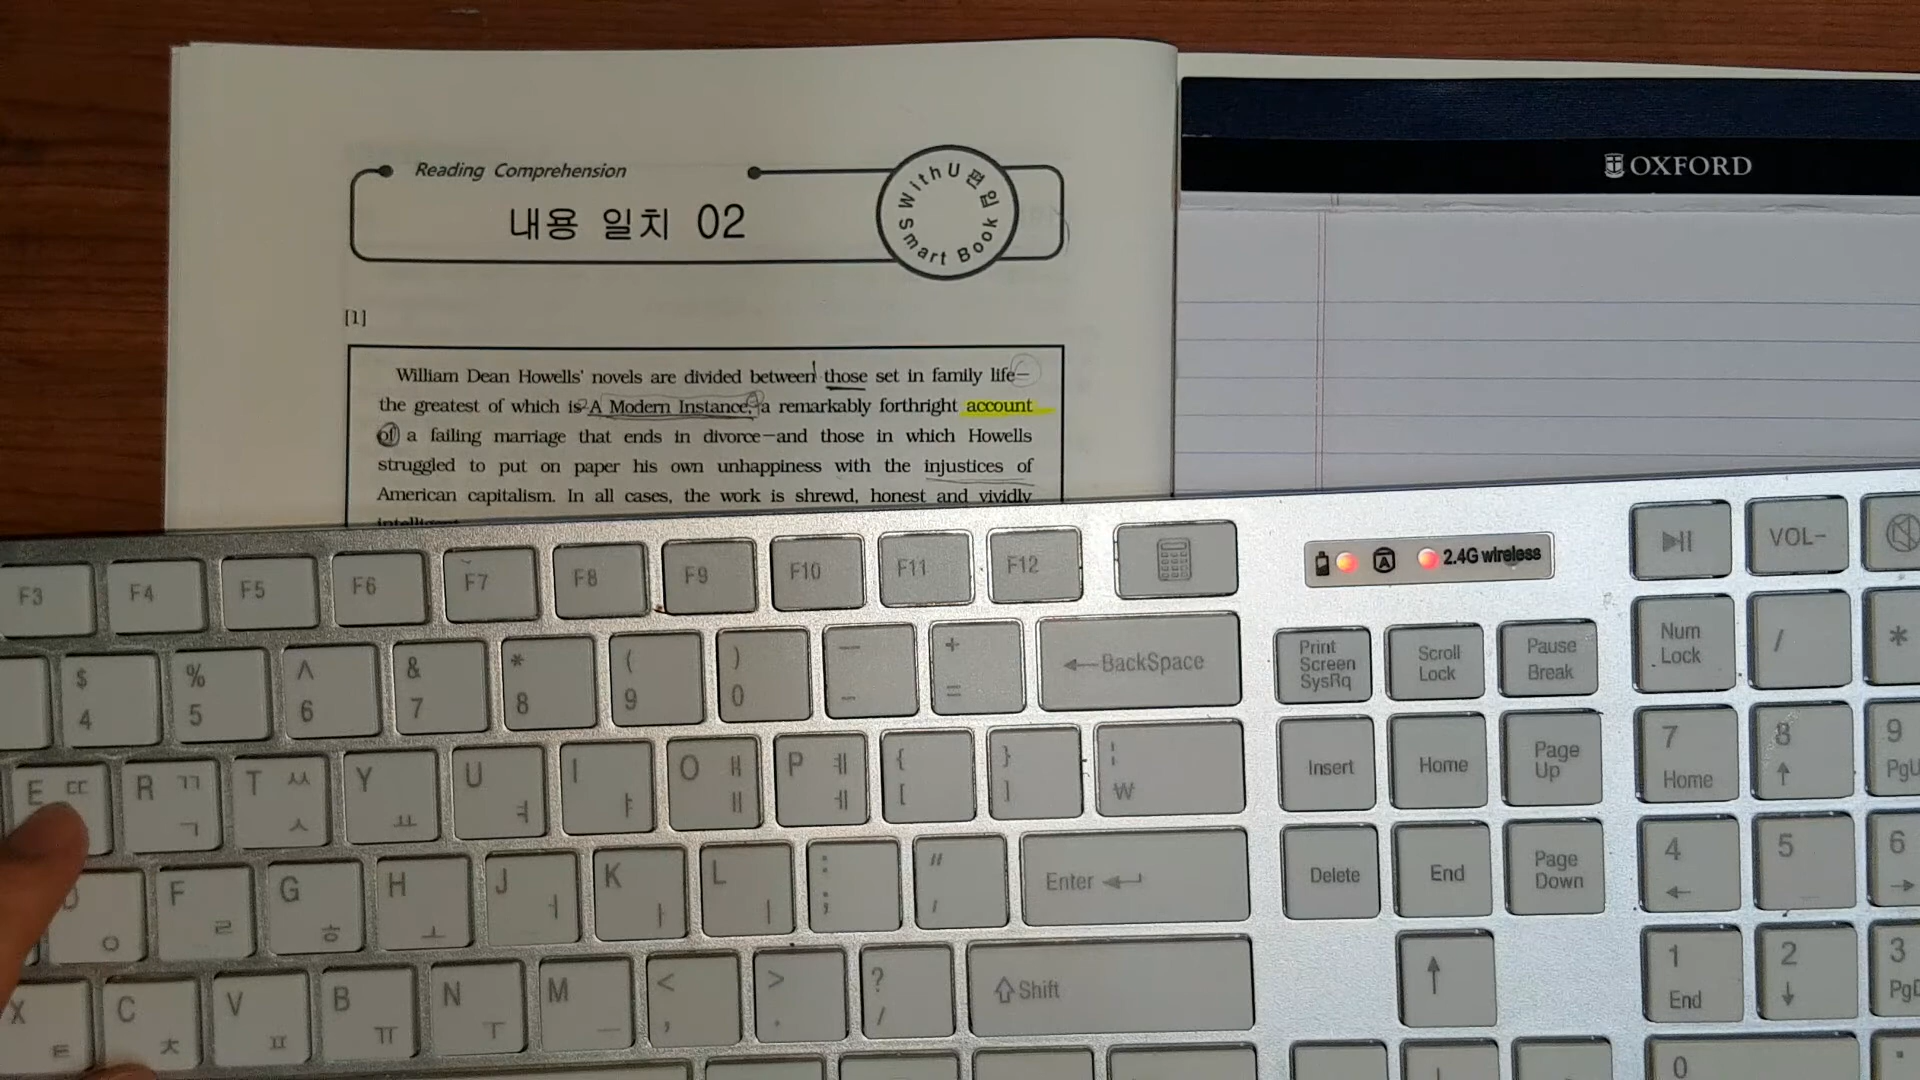 Reading Comprehension
내용 일치 02
WithU 편입
Smart Book
OXFORD
[1]
William Dean Howells' novels are divided between those set in family life—
the greatest of which is A Modern Instance, a remarkably forthright account
of a failing marriage that ends in divorce—and those in which Howells
struggled to put on paper his own unhappiness with the injustices of
American capitalism. In all cases, the work is shrewd, honest and vividly
F3 F4 F5 F6 F7 F8 F9 F10 F11 F12
A 2.4G wireless
VOL-
$ 4 % 5 ^ 6 & 7 * 8 ( 9 ) 0 — - + = ←BackSpace
Print Screen SysRq
Scroll Lock
Pause Break
Num Lock / *
E ㄸ R ㄲ ㄱ T ㅆ ㅅ Y ㅛ U ㅕ I ㅑ O ㅒ ㅐ P ㅖ ㅔ { [ } ] ¦ ₩
Insert Home Page Up
7 Home 8 ↑ 9
D ㅇ F ㄹ G ㅎ H ㅗ J ㅓ K ㅏ L ㅣ : ; " ' Enter
Delete End Page Down
4 ← 5 6 →
X ㅌ C ㅊ V ㅍ B ㅠ N ㅜ M ㅡ < , > . ? / Shift
↑
1 End 2 ↓ 3
0 .